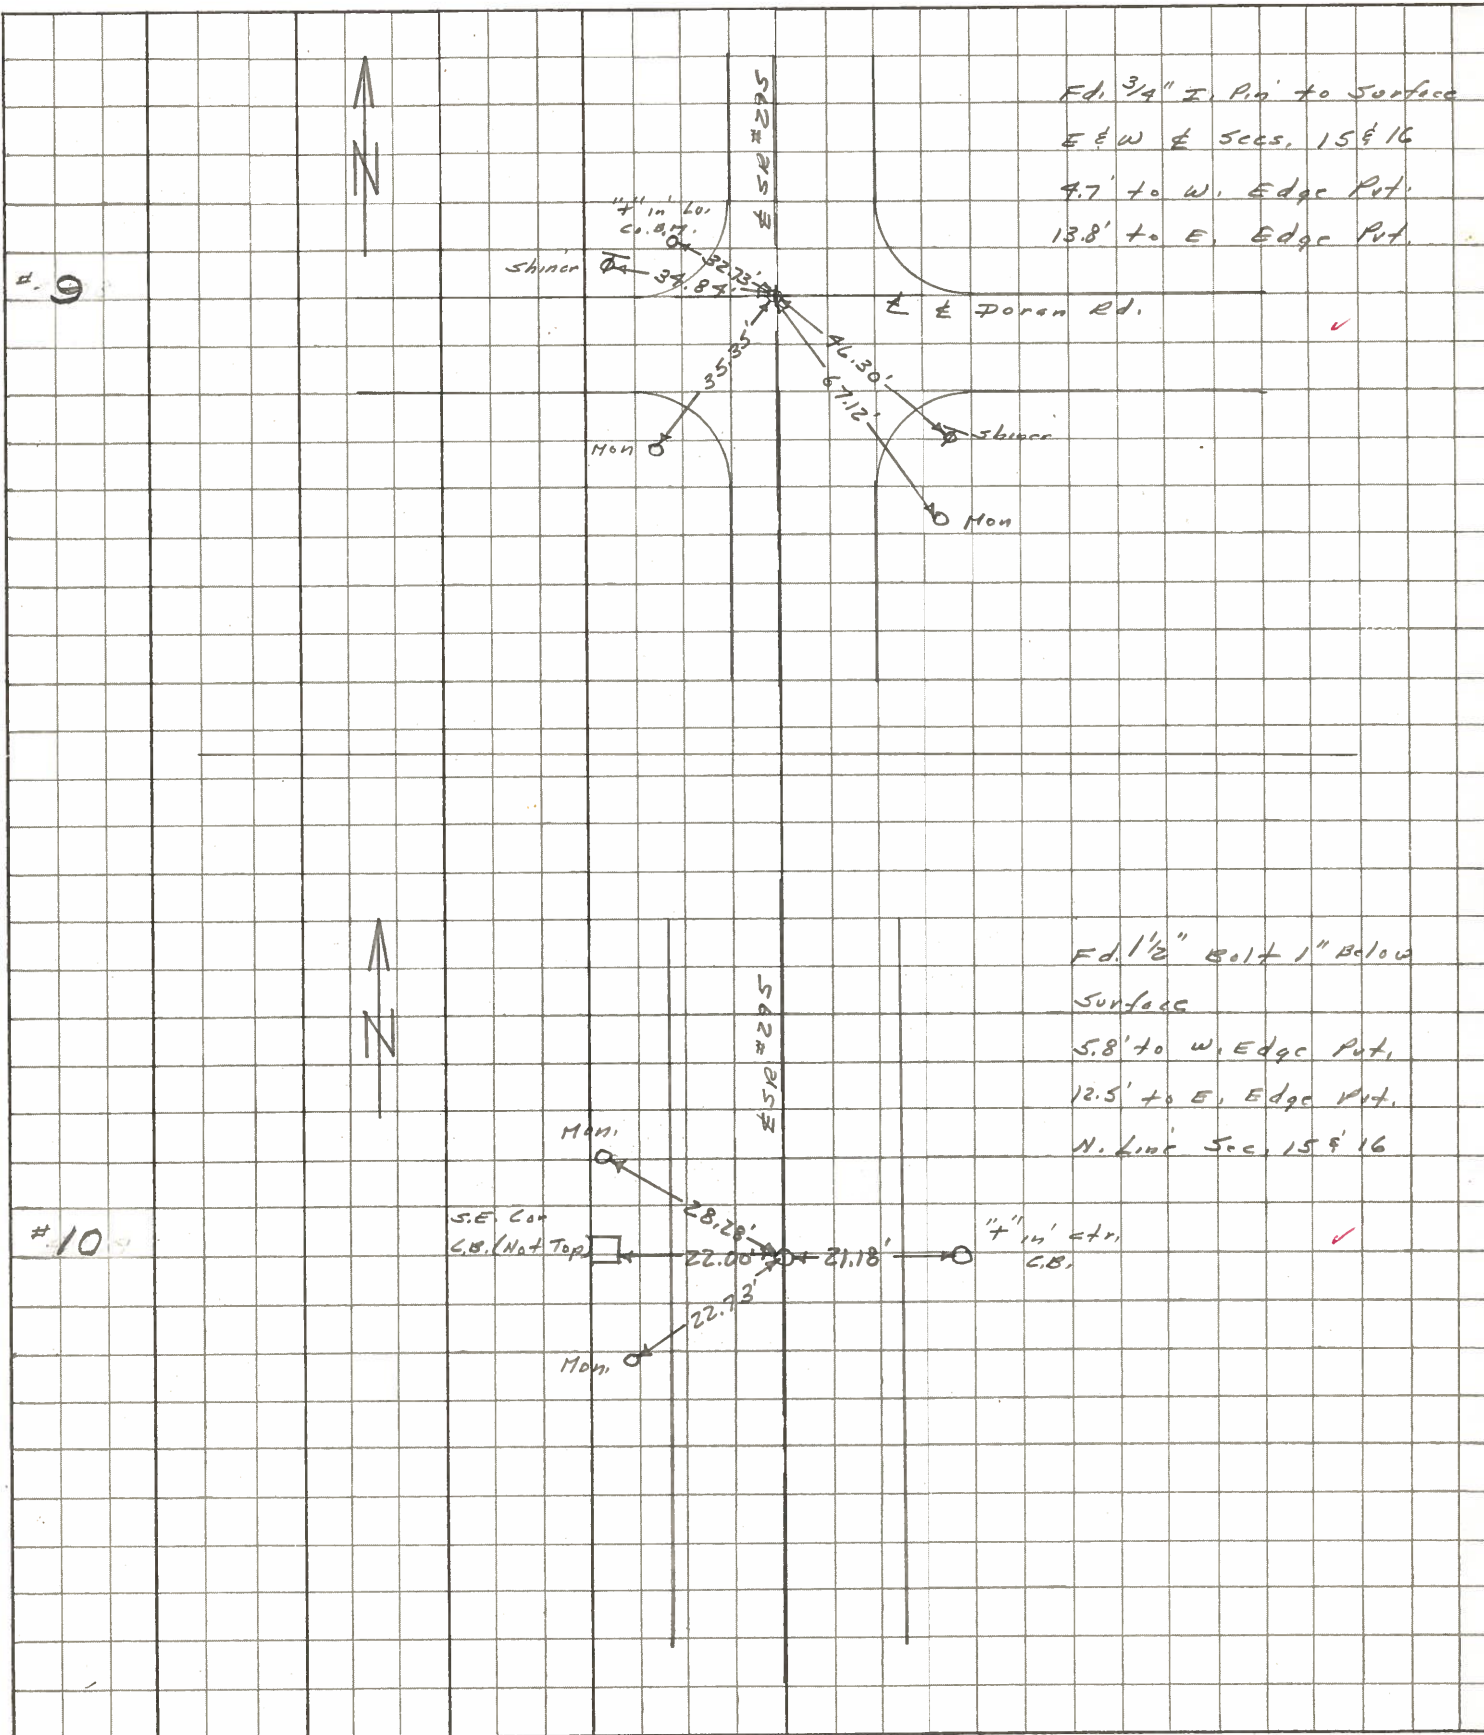 N
℄ SR #295
Fd. 3/4" I. Pin to Surface
E & W ℄ Secs. 15 & 16
4.7' to W. Edge Pvt.
13.8' to E. Edge Pvt.
"+" in Lo.
Co. B.M.
Shiner
32.73'
34.84'
# 9
℄ ℄ Doran Rd.
35.35'
46.30'
67.12'
Mon
Shiner
Mon
N
℄ SR #295
Fd. 1 1/2" Bolt 1" Below
Surface
5.8' to W. Edge Pvt.
12.5' to E. Edge Pvt.
N. Line Sec. 15 & 16
Mon.
28.28'
# 10
S.E. Cor
C.B. (Not Top)
22.00'
21.18'
"+" in ctr.
C.B.
22.73'
Mon.